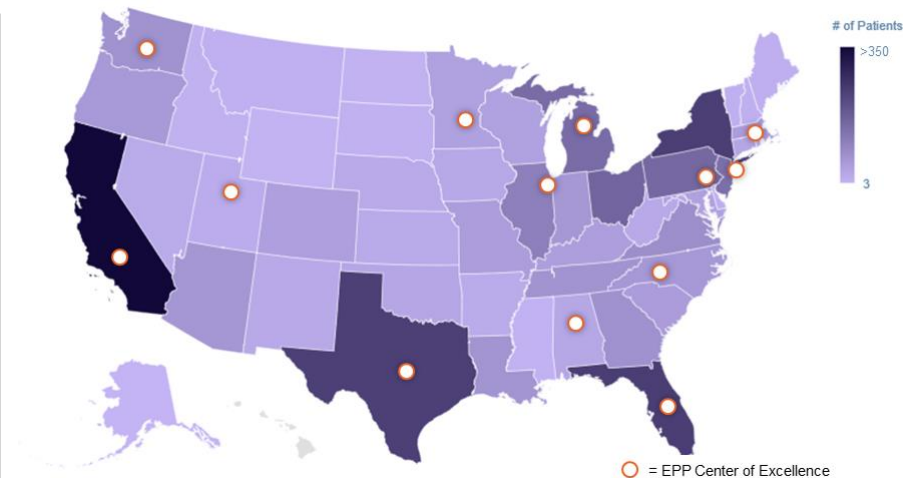 # of Patients
>350
3
= EPP Center of Excellence